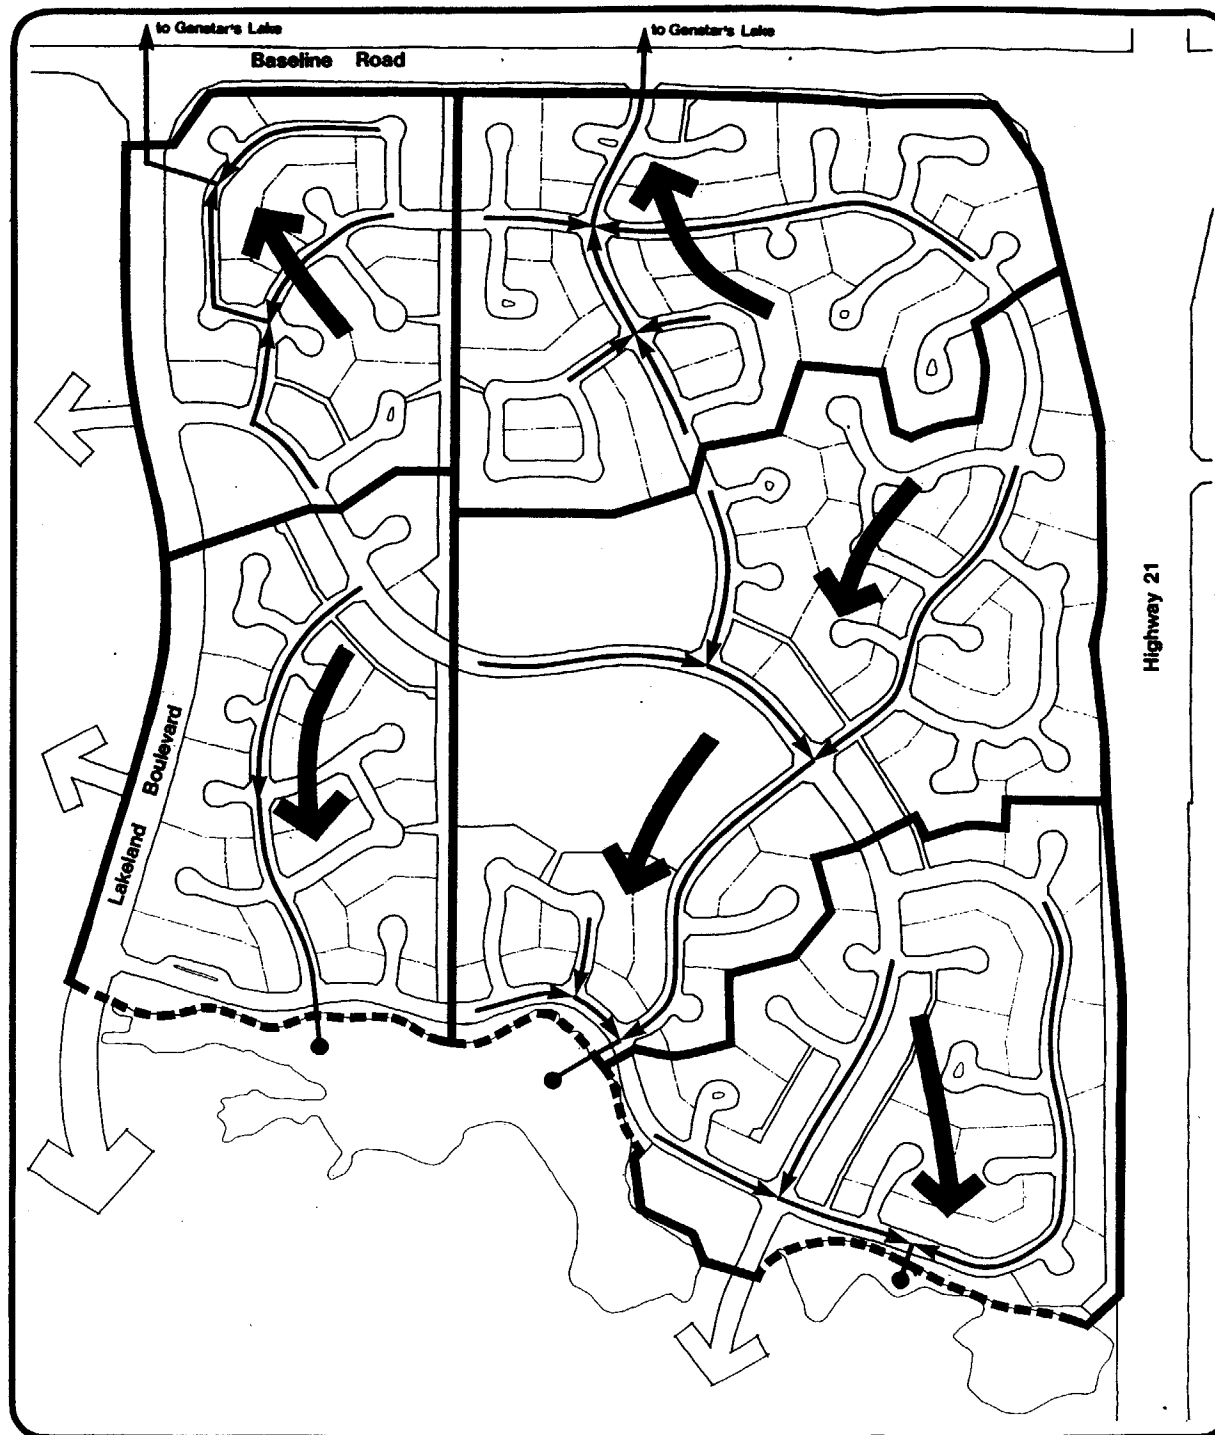 to Genstar's Lake
to Genstar's Lake
Baseline Road
Highway 21
Lakeland Boulevard